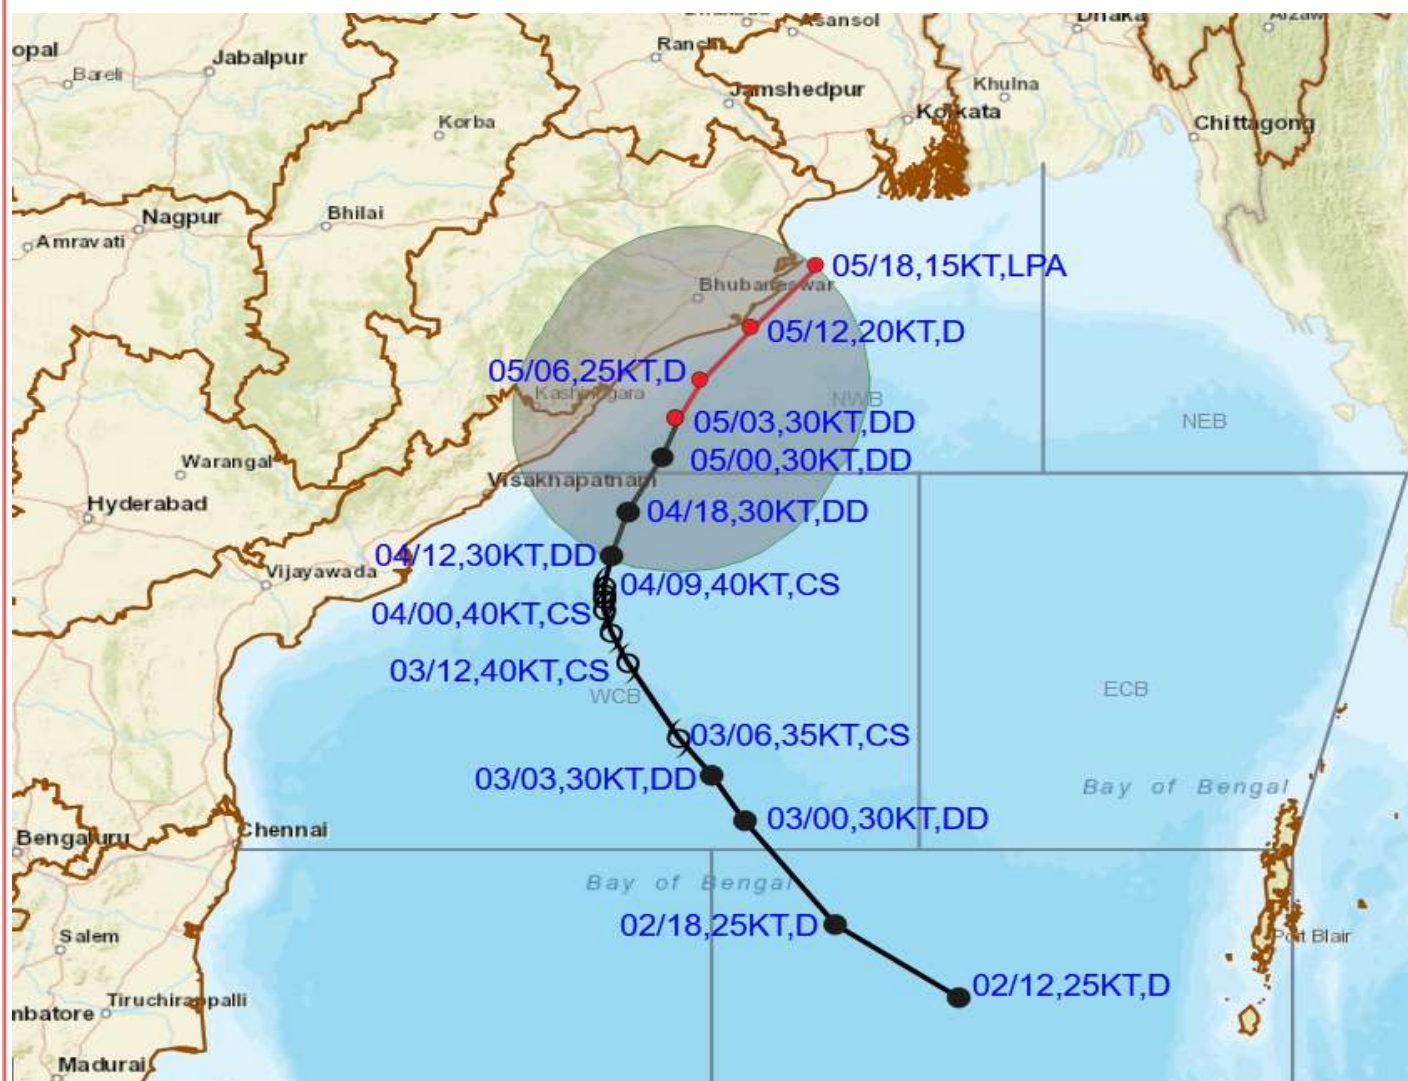 Dhaka
Asansol
opal
Jabalpur
Ranchi
Bareli
Jamshedpur
Khulna
Kolkata
Korba
Chittagong
Nagpur
Bhilai
Amravati
05/18,15KT,LPA
Bhubaneswar
05/12,20KT,D
05/06,25KT,D
NWB
05/03,30KT,DD
NEB
Warangal
05/00,30KT,DD
Visakhapatnam
Hyderabad
04/18,30KT,DD
04/12,30KT,DD
Vijayawada
04/09,40KT,CS
04/00,40KT,CS
03/12,40KT,CS
WCB
ECB
03/06,35KT,CS
03/03,30KT,DD
Bay of Bengal
03/00,30KT,DD
Bengaluru
Chennai
Bay of Bengal
02/18,25KT,D
Salem
Port Blair
02/12,25KT,D
Tiruchirappalli
mbatore
Madurai